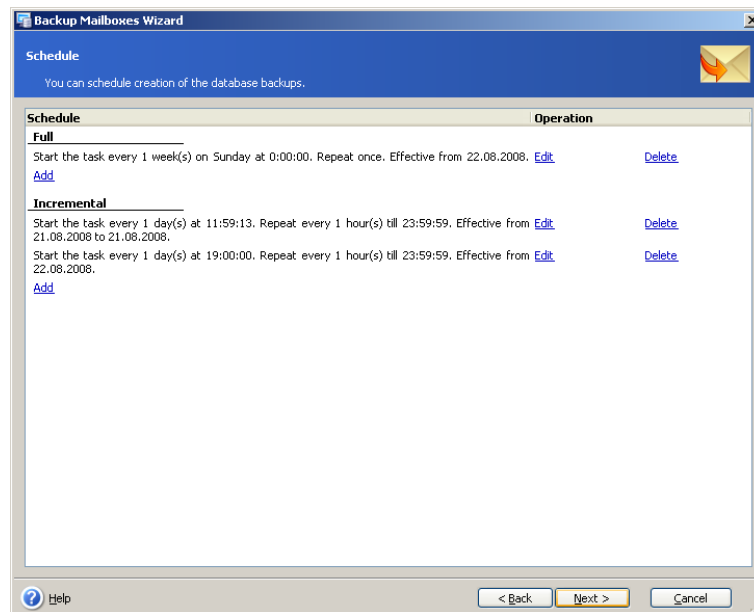 Backup Mailboxes Wizard
Schedule
You can schedule creation of the database backups.
Schedule Operation
Full
Start the task every 1 week(s) on Sunday at 0:00:00. Repeat once. Effective from 22.08.2008. Edit Delete
Add
Incremental
Start the task every 1 day(s) at 11:59:13. Repeat every 1 hour(s) till 23:59:59. Effective from Edit Delete
21.08.2008 to 21.08.2008.
Start the task every 1 day(s) at 19:00:00. Repeat every 1 hour(s) till 23:59:59. Effective from Edit Delete
22.08.2008.
Add
Help < Back Next > Cancel